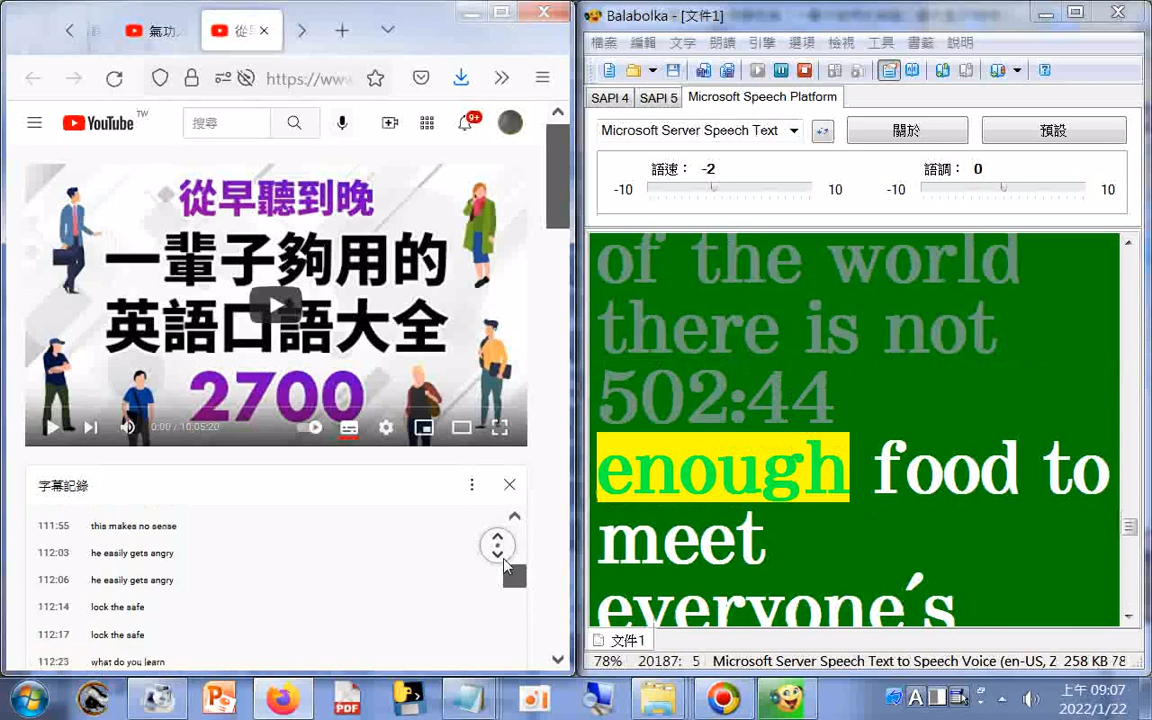 氣功
從
https://www
YouTube TW
搜尋
9+
從早聽到晚
一輩子夠用的
英語口語大全
2700
0:00 / 10:05:20
字幕記錄
111:55 this makes no sense
112:03 he easily gets angry
112:06 he easily gets angry
112:14 lock the safe
112:17 lock the safe
112:23 what do you learn
Balabolka - [文件1]
檔案 編輯 文字 朗讀 引擎 選項 檢視 工具 書籤 說明
SAPI 4 SAPI 5 Microsoft Speech Platform
Microsoft Server Speech Text 關於 預設
語速： -2 語調： 0
-10 10 -10 10
of the world
there is not
502:44
enough food to
meet
everyone's
文件1
78% 20187: 5 Microsoft Server Speech Text to Speech Voice (en-US, Z 258 KB 78
上午 09:07
2022/1/22